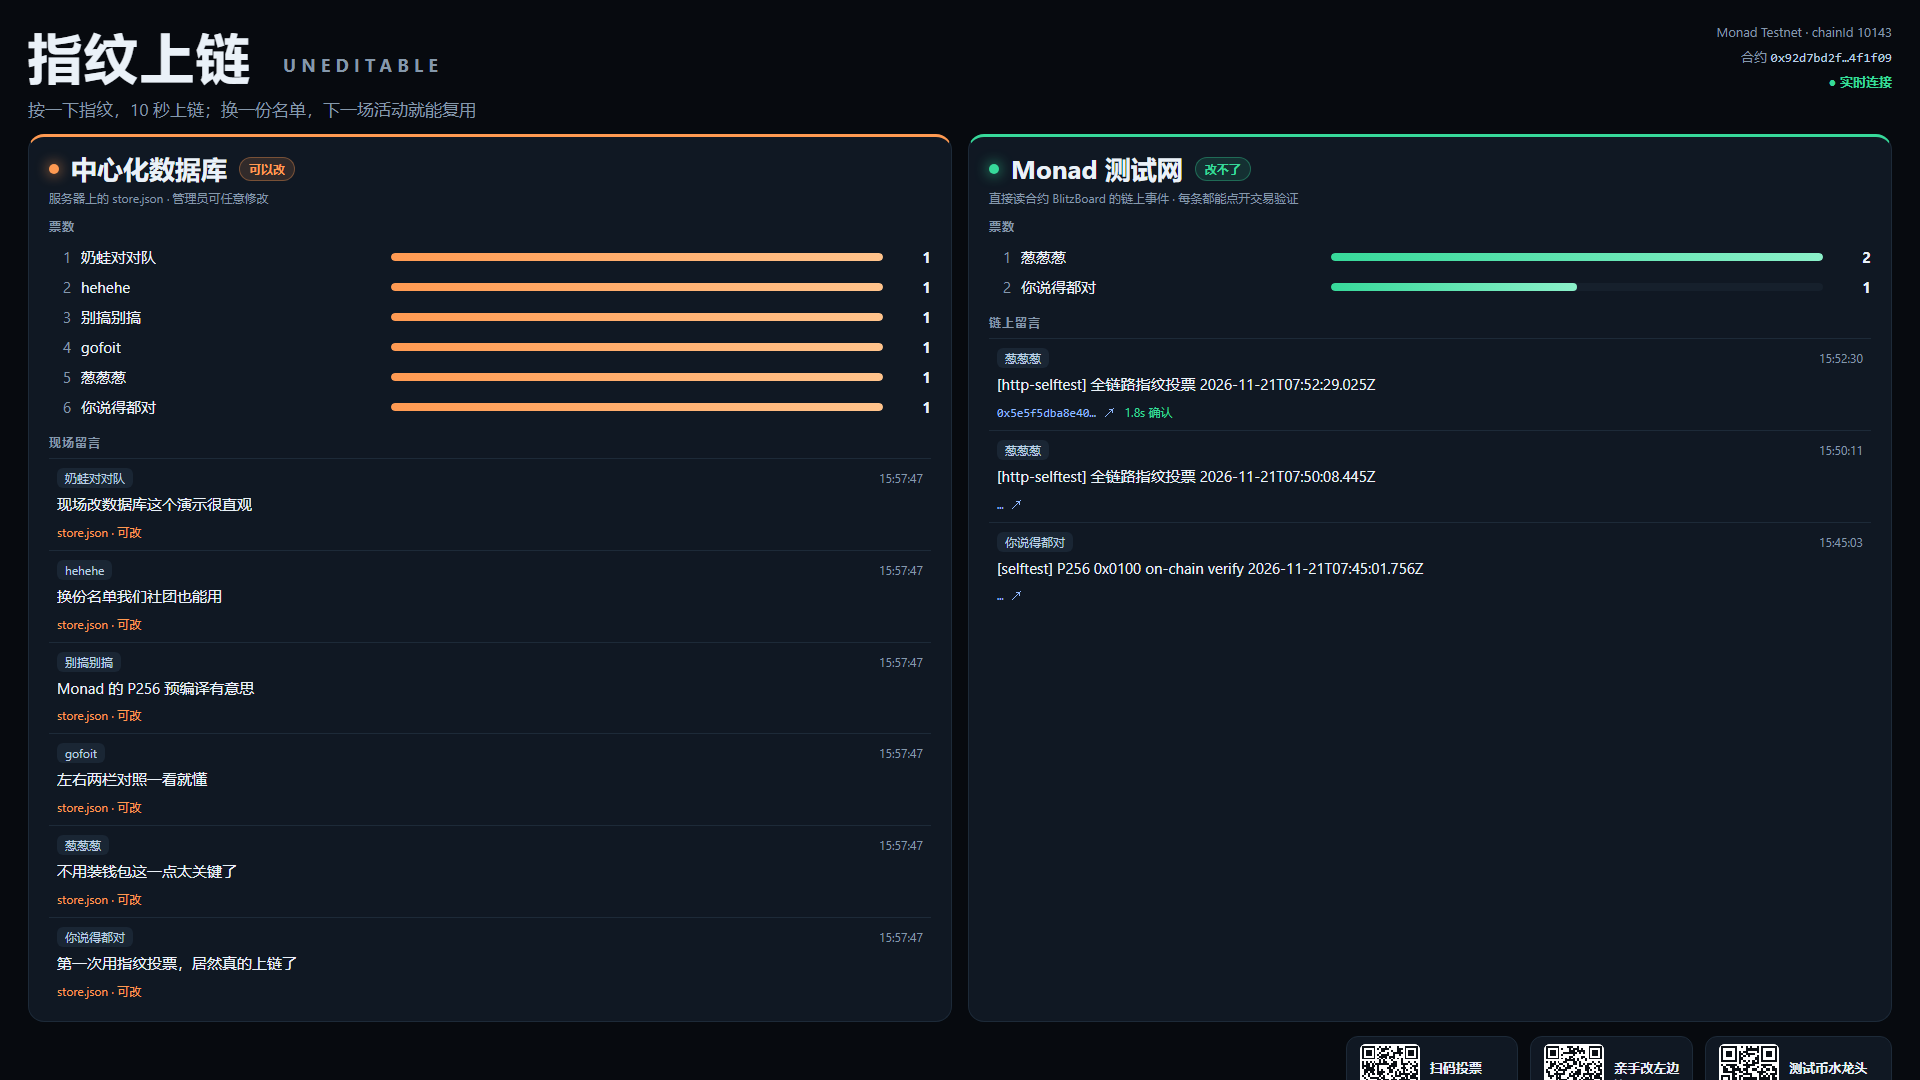 指纹上链 UNEDITABLE
按一下指纹，10 秒上链；换一份名单，下一场活动就能复用
Monad Testnet · chainId 10143
合约 0x92d7bd2f…4f1f09
● 实时连接
中心化数据库 可以改
服务器上的 store.json · 管理员可任意修改
票数
1 奶蛙对对队 1
2 hehehe 1
3 别搞别搞 1
4 gofoit 1
5 葱葱葱 1
6 你说得都对 1
现场留言
奶蛙对对队 15:57:47
现场改数据库这个演示很直观
store.json · 可改
hehehe 15:57:47
换份名单我们社团也能用
store.json · 可改
别搞别搞 15:57:47
Monad 的 P256 预编译有意思
store.json · 可改
gofoit 15:57:47
左右两栏对照一看就懂
store.json · 可改
葱葱葱 15:57:47
不用装钱包这一点太关键了
store.json · 可改
你说得都对 15:57:47
第一次用指纹投票，居然真的上链了
store.json · 可改
Monad 测试网 改不了
直接读合约 BlitzBoard 的链上事件 · 每条都能点开交易验证
票数
1 葱葱葱 2
2 你说得都对 1
链上留言
葱葱葱 15:52:30
[http-selftest] 全链路指纹投票 2026-11-21T07:52:29.025Z
0x5e5f5dba8e40… ↗ 1.8s 确认
葱葱葱 15:50:11
[http-selftest] 全链路指纹投票 2026-11-21T07:50:08.445Z
… ↗
你说得都对 15:45:03
[selftest] P256 0x0100 on-chain verify 2026-11-21T07:45:01.756Z
… ↗
扫码投票
亲手改左边
测试币水龙头